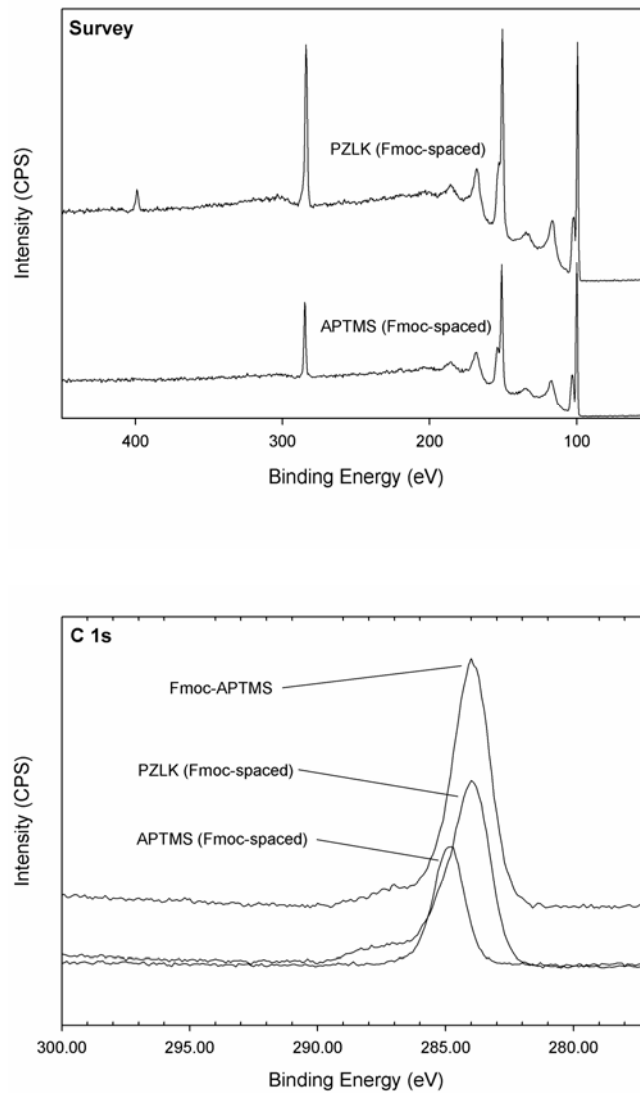 Survey
PZLK (Fmoc-spaced)
APTMS (Fmoc-spaced)
Intensity (CPS)
400 300 200 100
Binding Energy (eV)
C 1s
Fmoc-APTMS
PZLK (Fmoc-spaced)
APTMS (Fmoc-spaced)
Intensity (CPS)
300.00 295.00 290.00 285.00 280.00
Binding Energy (eV)